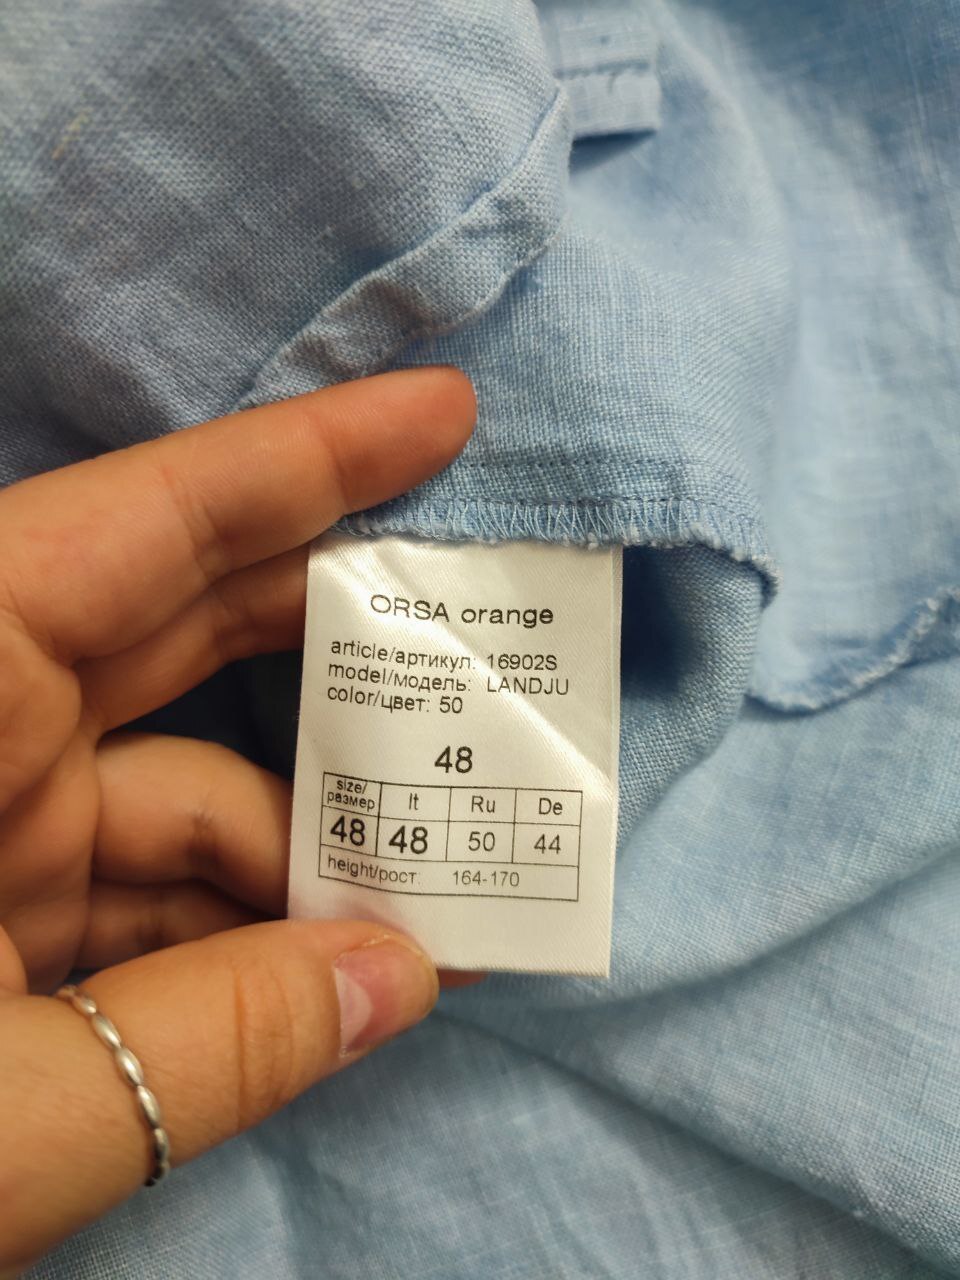 ORSA orange
article/артикул: 16902S
model/модель: LANDJU
color/цвет: 50
48
size/размер It Ru De
48 48 50 44
height/рост: 164-170